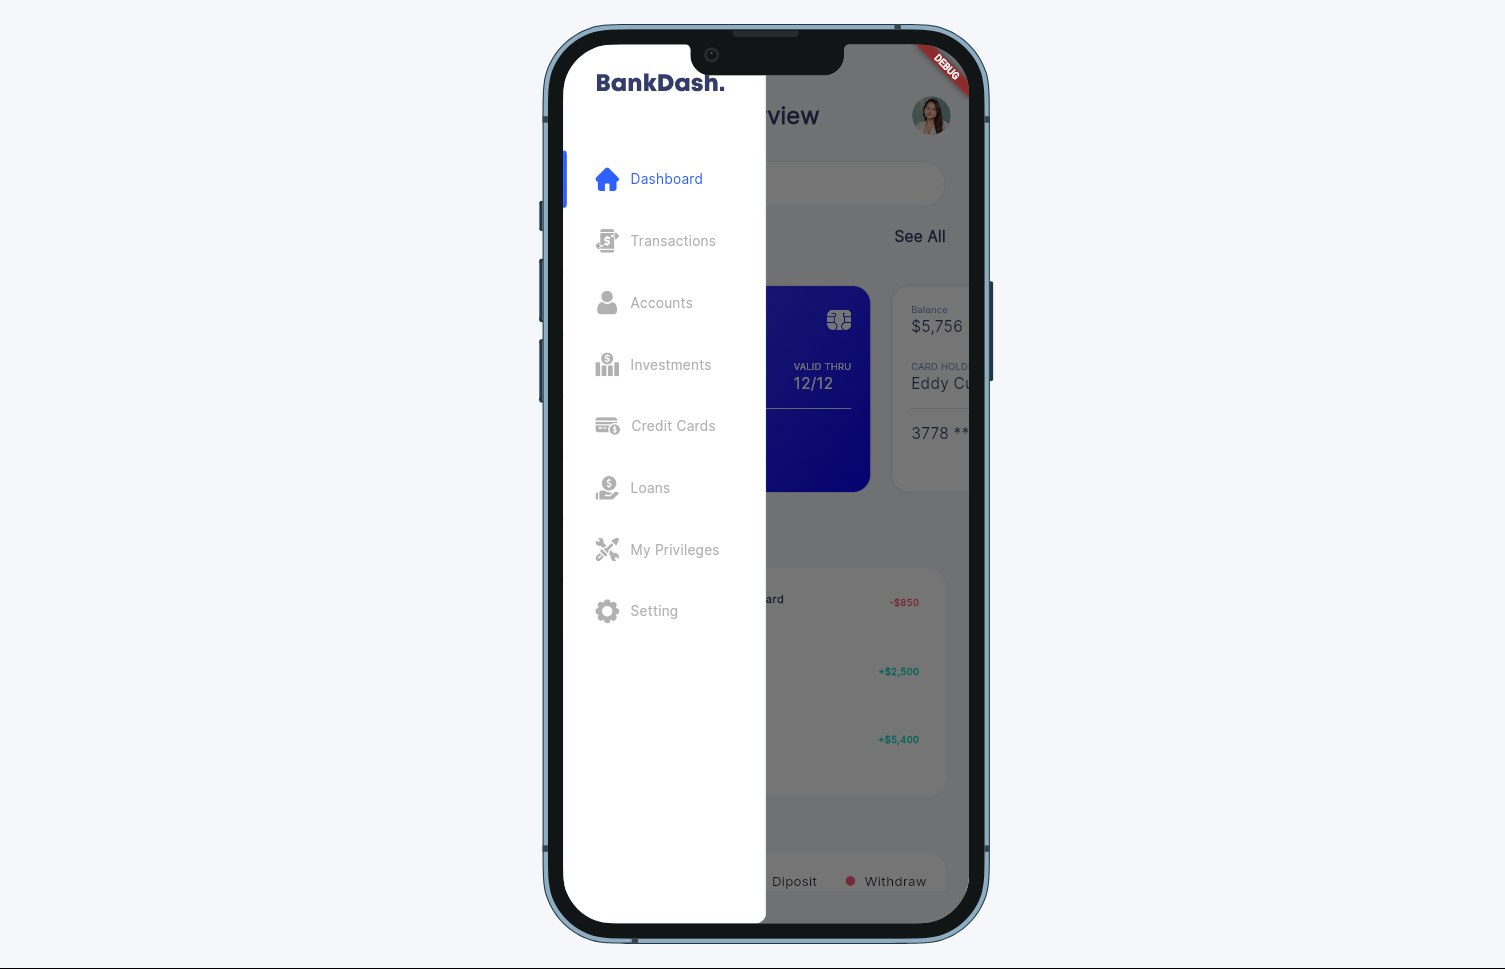 BankDash.
Dashboard
Transactions
Accounts
Investments
Credit Cards
Loans
My Privileges
Setting
DEBUG
view
See All
VALID THRU
12/12
Balance
$5,756
CARD HOLD
Eddy Cu
3778 **
ard
-$850
+$2,500
+$5,400
Diposit
Withdraw